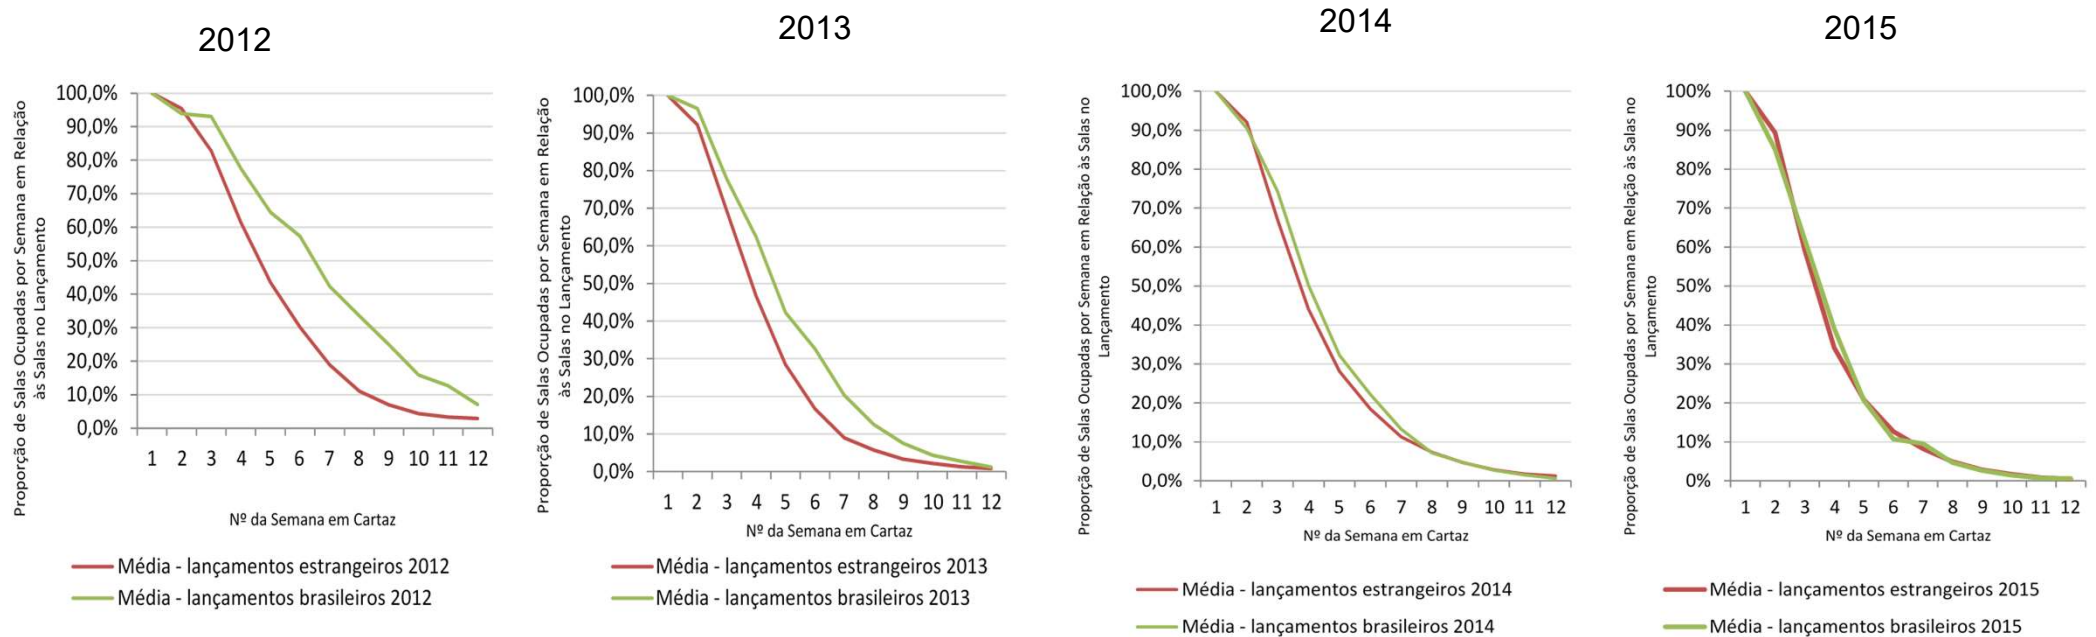 2012
Proporção de Salas Ocupadas por Semana em Relação
às Salas no Lançamento
100,0%
90,0%
80,0%
70,0%
60,0%
50,0%
40,0%
30,0%
20,0%
10,0%
0,0%
1 2 3 4 5 6 7 8 9 10 11 12
Nº da Semana em Cartaz
Média - lançamentos estrangeiros 2012
Média - lançamentos brasileiros 2012
2013
Proporção de Salas Ocupadas por Semana em Relação
às Salas no Lançamento
100,0%
90,0%
80,0%
70,0%
60,0%
50,0%
40,0%
30,0%
20,0%
10,0%
0,0%
1 2 3 4 5 6 7 8 9 10 11 12
Nº da Semana em Cartaz
Média - lançamentos estrangeiros 2013
Média - lançamentos brasileiros 2013
2014
Proporção de Salas Ocupadas por Semana em Relação às Salas no
Lançamento
100,0%
90,0%
80,0%
70,0%
60,0%
50,0%
40,0%
30,0%
20,0%
10,0%
0,0%
1 2 3 4 5 6 7 8 9 10 11 12
Nº da Semana em Cartaz
Média - lançamentos estrangeiros 2014
Média - lançamentos brasileiros 2014
2015
Proporção de Salas Ocupadas por Semana em Relação às Salas no
Lançamento
100%
90%
80%
70%
60%
50%
40%
30%
20%
10%
0%
1 2 3 4 5 6 7 8 9 10 11 12
Nº da Semana em Cartaz
Média - lançamentos estrangeiros 2015
Média - lançamentos brasileiros 2015